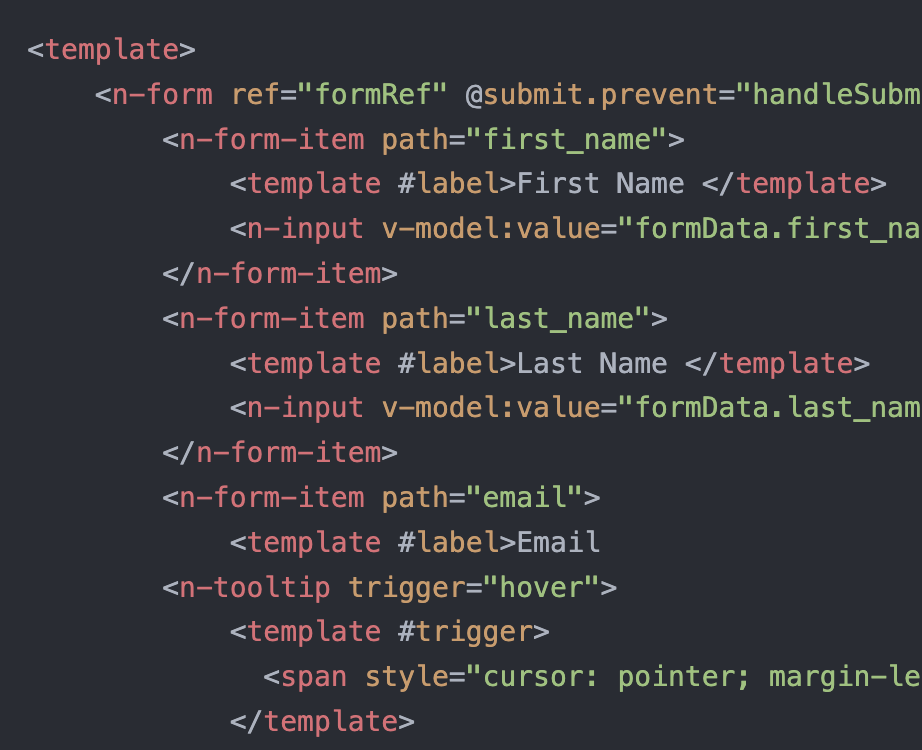 <template>
<n-form ref="formRef" @submit.prevent="handleSubm
<n-form-item path="first_name">
<template #label>First Name </template>
<n-input v-model:value="formData.first_na
</n-form-item>
<n-form-item path="last_name">
<template #label>Last Name </template>
<n-input v-model:value="formData.last_nam
</n-form-item>
<n-form-item path="email">
<template #label>Email
<n-tooltip trigger="hover">
<template #trigger>
<span style="cursor: pointer; margin-le
</template>